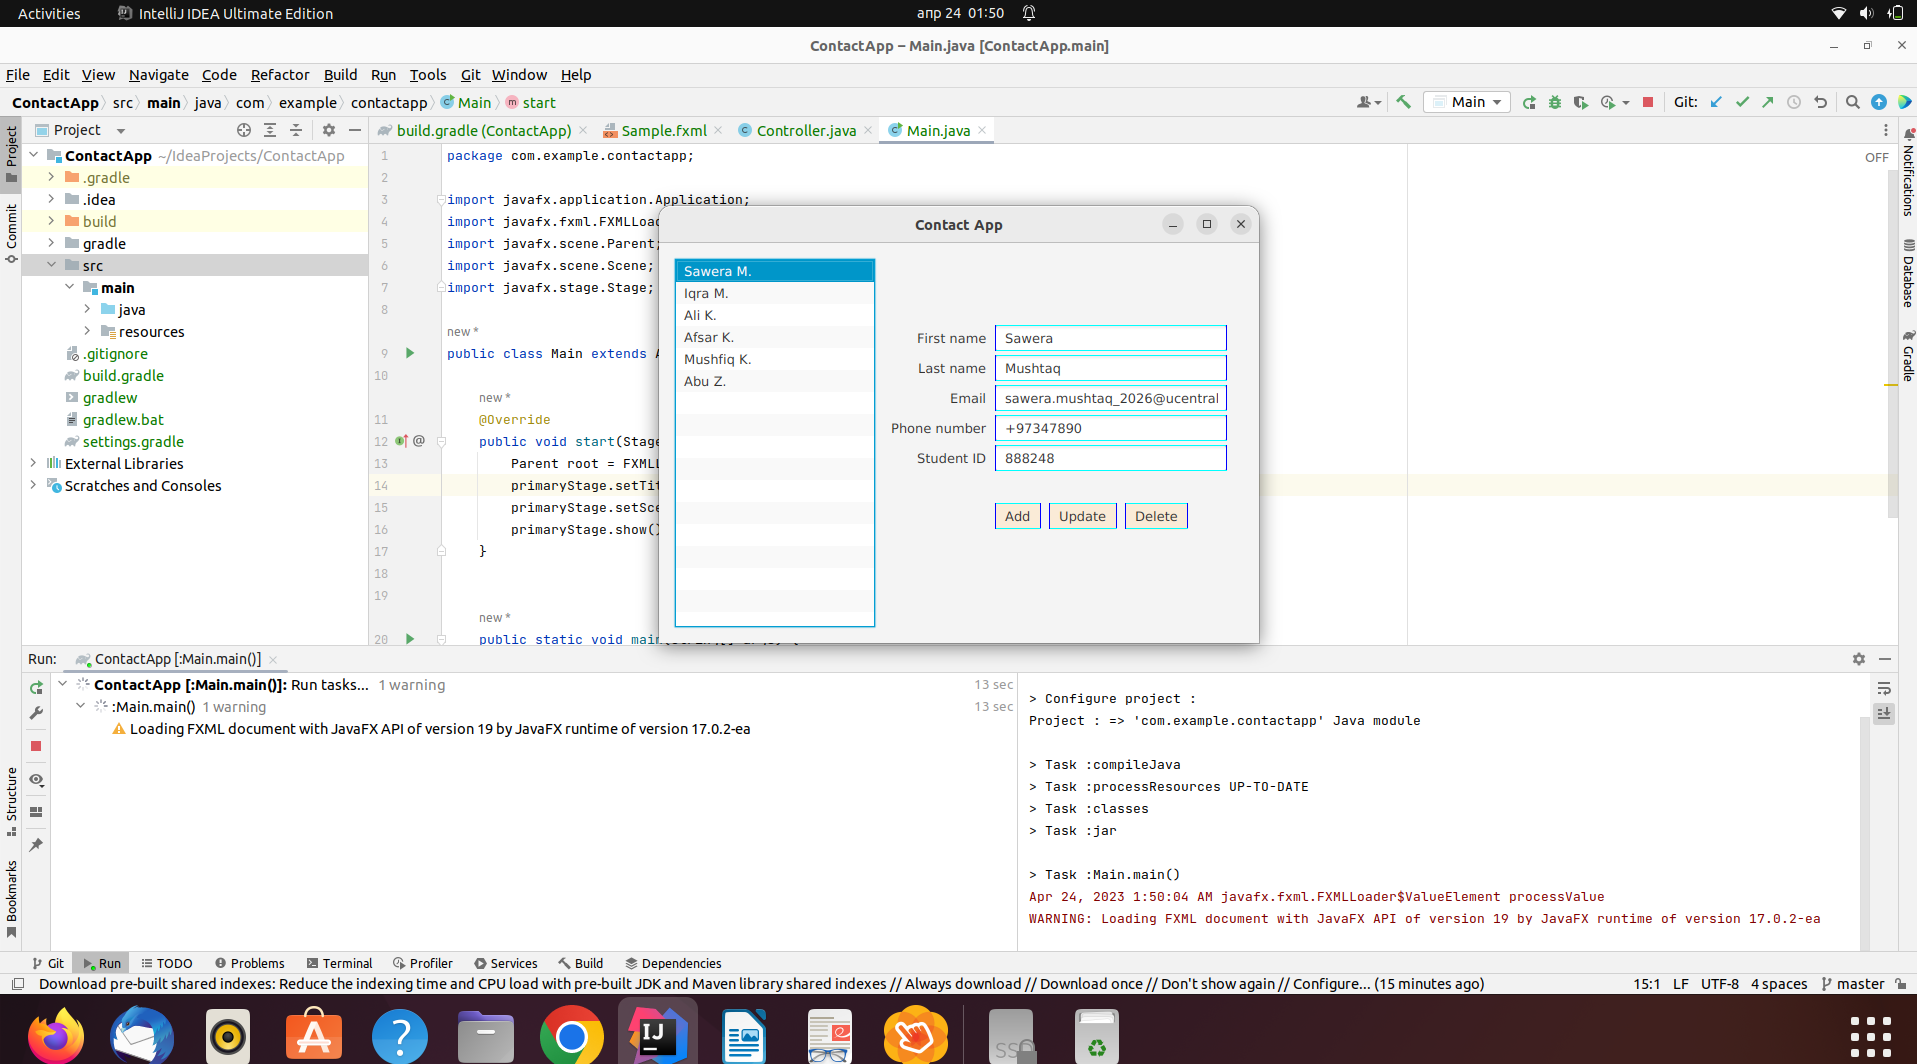 Activities IntelliJ IDEA Ultimate Edition апр 24 01:50
ContactApp – Main.java [ContactApp.main]
File Edit View Navigate Code Refactor Build Run Tools Git Window Help
ContactApp src main java com example contactapp Main start Main Git:
Project build.gradle (ContactApp) Sample.fxml Controller.java Main.java
ContactApp ~/IdeaProjects/ContactApp
.gradle
.idea
build
gradle
src
main
java
resources
.gitignore
build.gradle
gradlew
gradlew.bat
settings.gradle
External Libraries
Scratches and Consoles
Project
Commit
Structure
Bookmarks
OFF
Notifications
Database
Gradle
1 package com.example.contactapp;
2
3 import javafx.application.Application;
4 import javafx.fxml.FXMLLoa
5 import javafx.scene.Parent;
6 import javafx.scene.Scene;
7 import javafx.stage.Stage;
8
new *
9 public class Main extends A
10
new *
11 @Override
12 @ public void start(Stage
13 Parent root = FXMLL
14 primaryStage.setTit
15 primaryStage.setSce
16 primaryStage.show()
17 }
18
19
new *
20
public static void main
Contact App
Sawera M.
Iqra M.
Ali K.
Afsar K.
Mushfiq K.
Abu Z.
First name Sawera
Last name Mushtaq
Email sawera.mushtaq_2026@ucentral
Phone number +97347890
Student ID 888248
Add Update Delete
Run: ContactApp [:Main.main()]
ContactApp [:Main.main()]: Run tasks... 1 warning 13 sec
:Main.main() 1 warning 13 sec
Loading FXML document with JavaFX API of version 19 by JavaFX runtime of version 17.0.2-ea
> Configure project :
Project : => 'com.example.contactapp' Java module
> Task :compileJava
> Task :processResources UP-TO-DATE
> Task :classes
> Task :jar
> Task :Main.main()
Apr 24, 2023 1:50:04 AM javafx.fxml.FXMLLoader$ValueElement processValue
WARNING: Loading FXML document with JavaFX API of version 19 by JavaFX runtime of version 17.0.2-ea
Git Run TODO Problems Terminal Profiler Services Build Dependencies
Download pre-built shared indexes: Reduce the indexing time and CPU load with pre-built JDK and Maven library shared indexes // Always download // Download once // Don't show again // Configure... (15 minutes ago) 15:1 LF UTF-8 4 spaces master
IJ
SSD